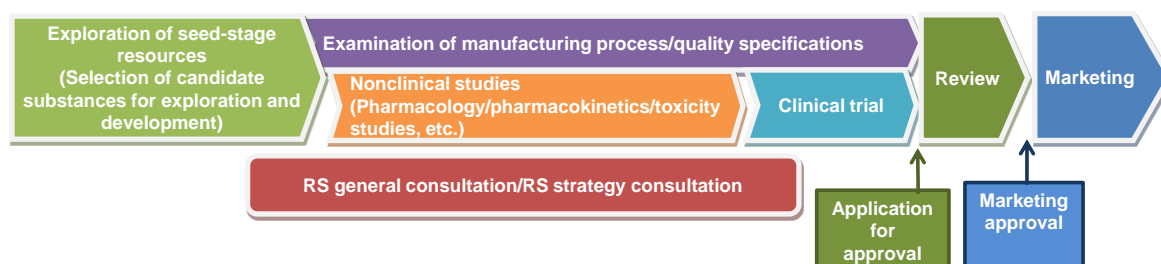 Exploration of seed-stage
resources
(Selection of candidate
substances for exploration and
development)
Examination of manufacturing process/quality specifications
Nonclinical studies
(Pharmacology/pharmacokinetics/toxicity
studies, etc.)
Clinical trial
Review
Marketing
RS general consultation/RS strategy consultation
Application
for
approval
Marketing
approval